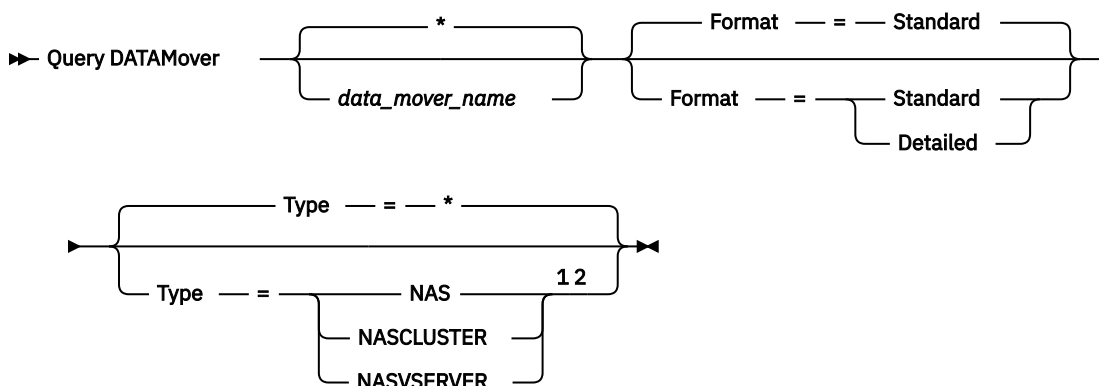 *
Format = Standard
Query DATAMover
data_mover_name
Format = Standard
Detailed
Type = *
1 2
Type = NAS
NASCLUSTER
NASVSERVER